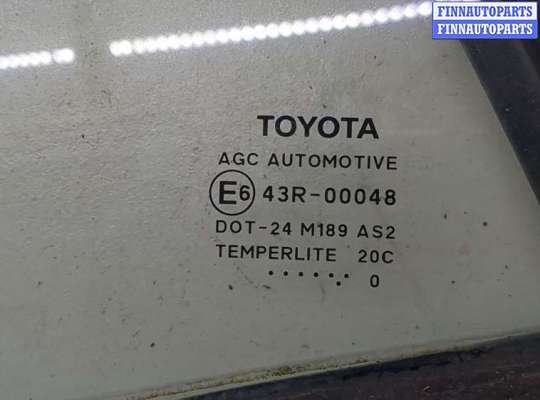 FINNAUTOPARTS
FINNAUTOPARTS
TOYOTA
AGC AUTOMOTIVE
E6 43R-00048
DOT-24 M189 AS2
TEMPERLITE 20C
....... 0